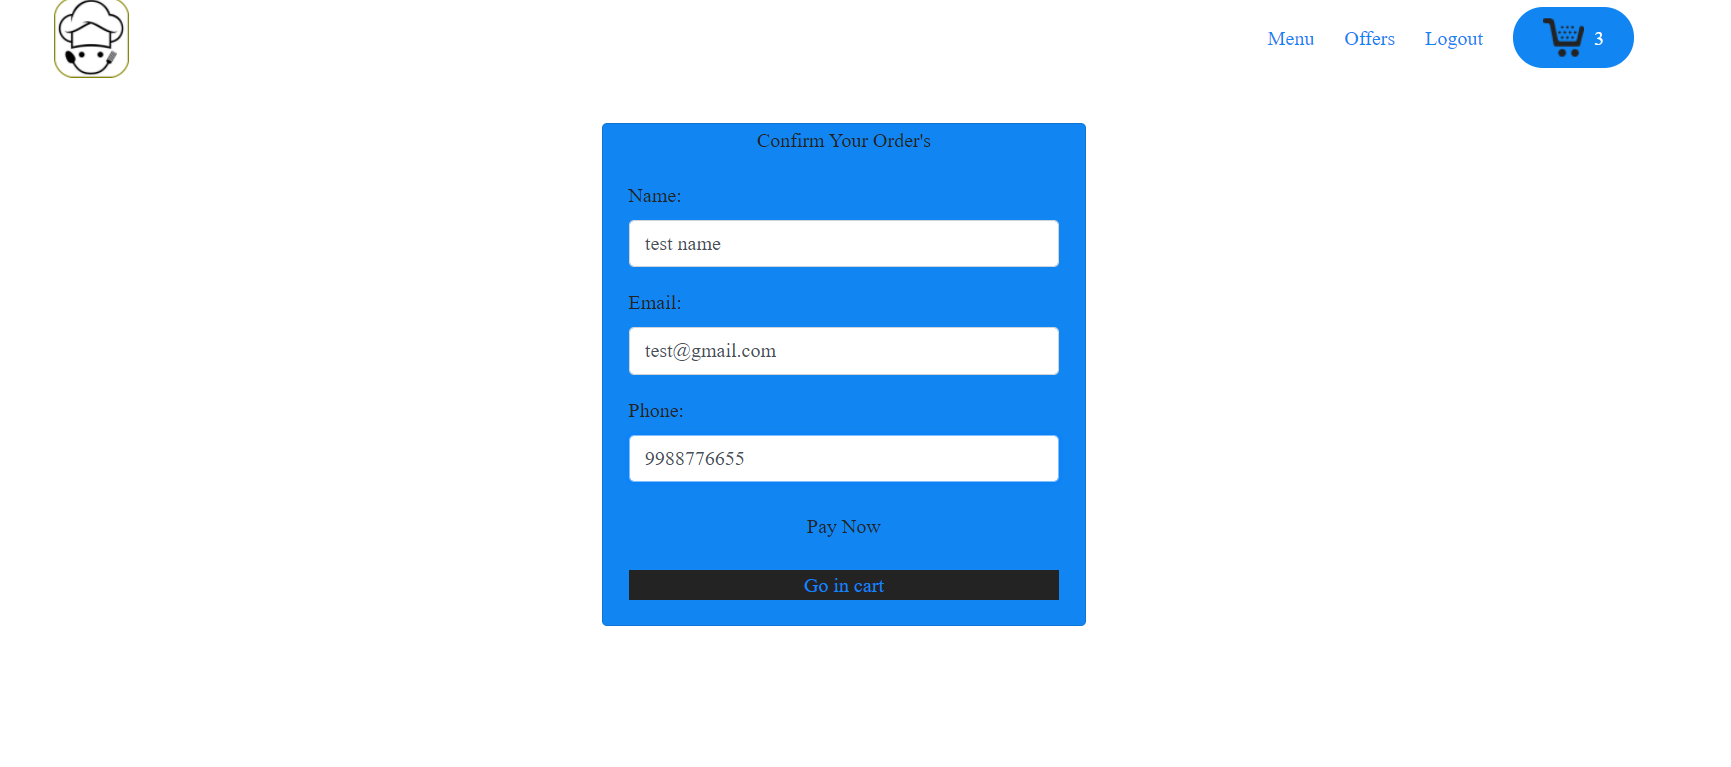 Menu Offers Logout 3
Confirm Your Order's
Name:
test name
Email:
test@gmail.com
Phone:
9988776655
Pay Now
Go in cart